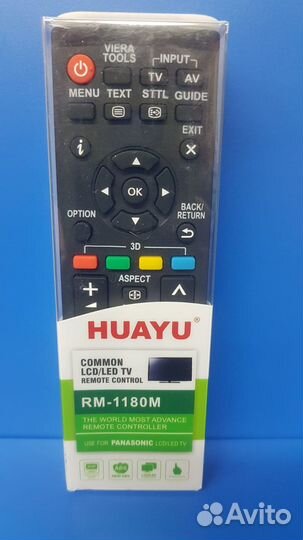 VIERA
TOOLS
INPUT
TV AV
MENU TEXT STTL GUIDE
EXIT
i
OK
OPTION
BACK/
RETURN
3D
ASPECT
HUAYU®
COMMON
LCD/LED TV
REMOTE CONTROL
RM-1180M
THE WORLD MOST ADVANCE
REMOTE CONTROLLER
USE FOR PANASONIC LCD/LED TV
Avito